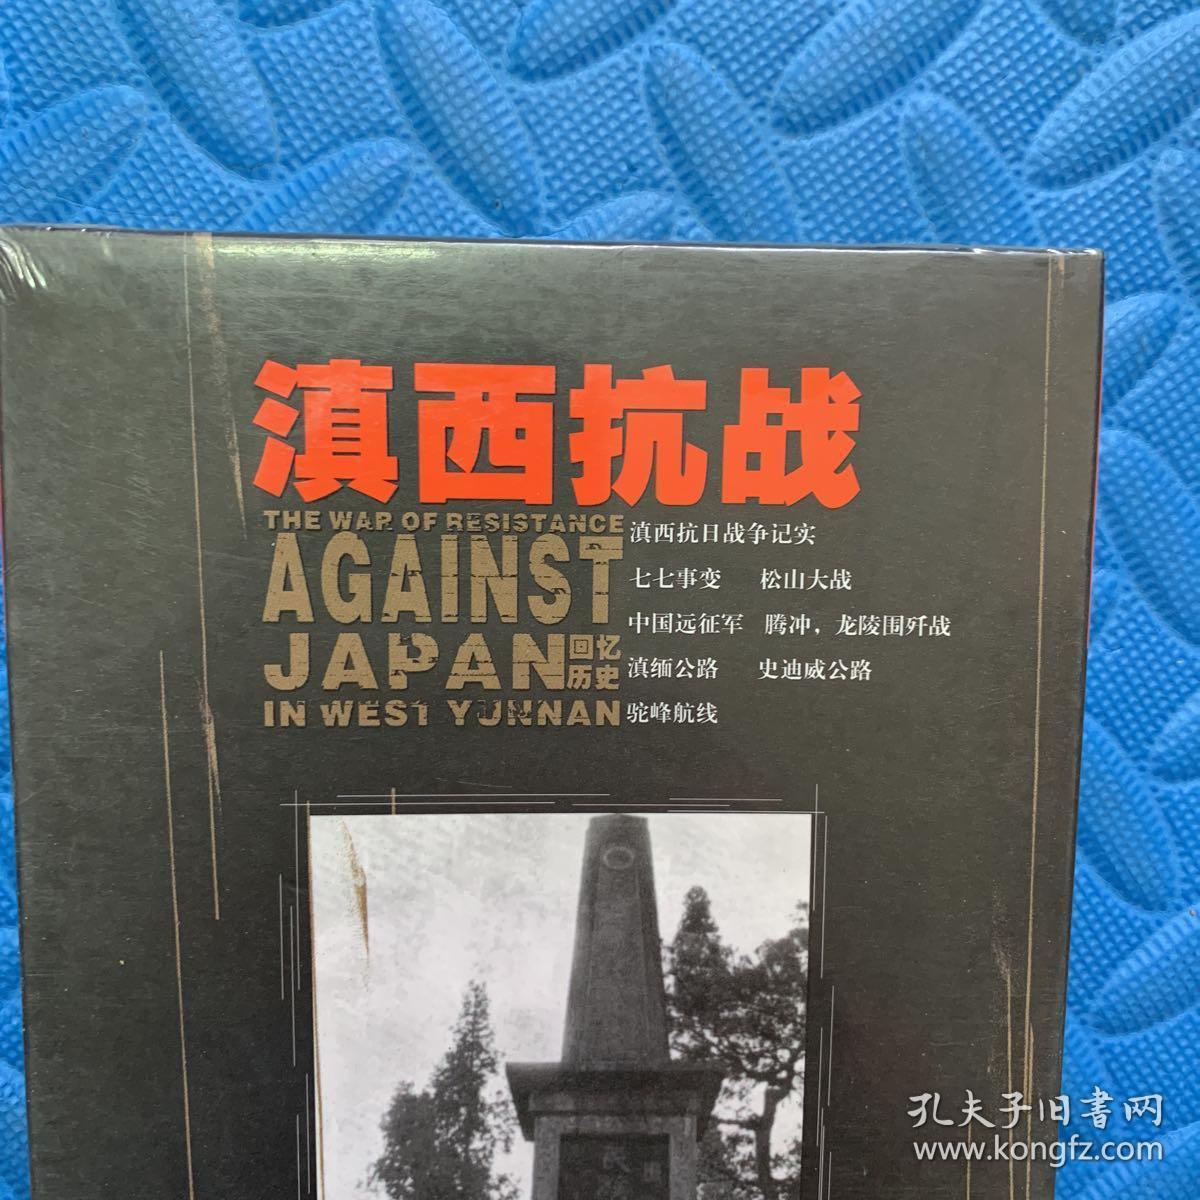 滇西抗战
THE WAR OF RESISTANCE
AGAINST
JAPAN 回忆历史
IN WEST YUNNAN
滇西抗日战争记实
七七事变 松山大战
中国远征军 腾冲，龙陵围歼战
滇缅公路 史迪威公路
驼峰航线
孔夫子旧書网
www.kongfz.com